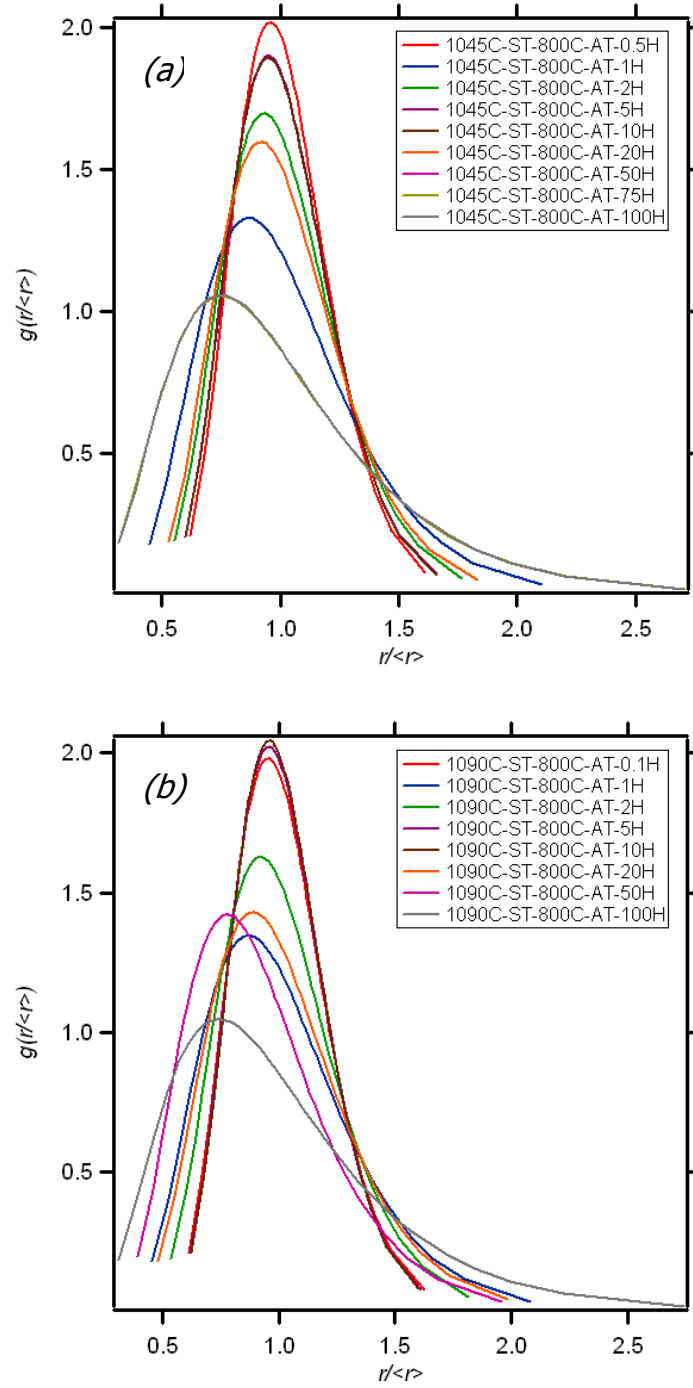 (a)
2.0
1.5
1.0
0.5
g(r/<r>)
1045C-ST-800C-AT-0.5H
1045C-ST-800C-AT-1H
1045C-ST-800C-AT-2H
1045C-ST-800C-AT-5H
1045C-ST-800C-AT-10H
1045C-ST-800C-AT-20H
1045C-ST-800C-AT-50H
1045C-ST-800C-AT-75H
1045C-ST-800C-AT-100H
0.5 1.0 1.5 2.0 2.5
r/<r>
(b)
2.0
1.5
1.0
0.5
g(r/<r>)
1090C-ST-800C-AT-0.1H
1090C-ST-800C-AT-1H
1090C-ST-800C-AT-2H
1090C-ST-800C-AT-5H
1090C-ST-800C-AT-10H
1090C-ST-800C-AT-20H
1090C-ST-800C-AT-50H
1090C-ST-800C-AT-100H
0.5 1.0 1.5 2.0 2.5
r/<r>